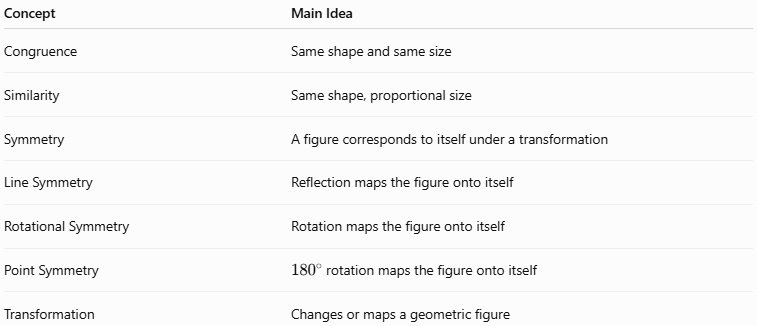 Concept Main Idea
Congruence Same shape and same size
Similarity Same shape, proportional size
Symmetry A figure corresponds to itself under a transformation
Line Symmetry Reflection maps the figure onto itself
Rotational Symmetry Rotation maps the figure onto itself
Point Symmetry 180° rotation maps the figure onto itself
Transformation Changes or maps a geometric figure